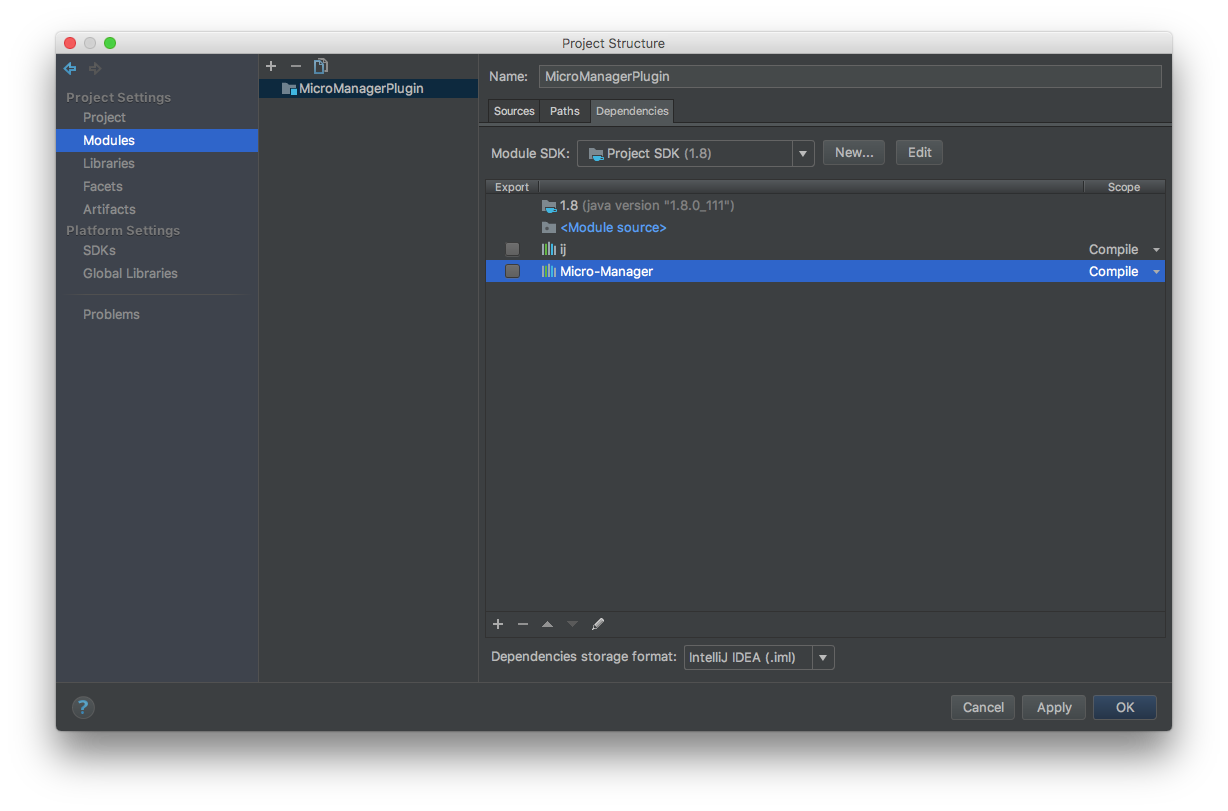 Project Structure
Project Settings
Project
Modules
Libraries
Facets
Artifacts
Platform Settings
SDKs
Global Libraries
Problems
MicroManagerPlugin
Name: MicroManagerPlugin
Sources Paths Dependencies
Module SDK: Project SDK (1.8) New... Edit
Export Scope
1.8 (java version "1.8.0_111")
<Module source>
ij Compile
Micro-Manager Compile
Dependencies storage format: IntelliJ IDEA (.iml)
? Cancel Apply OK